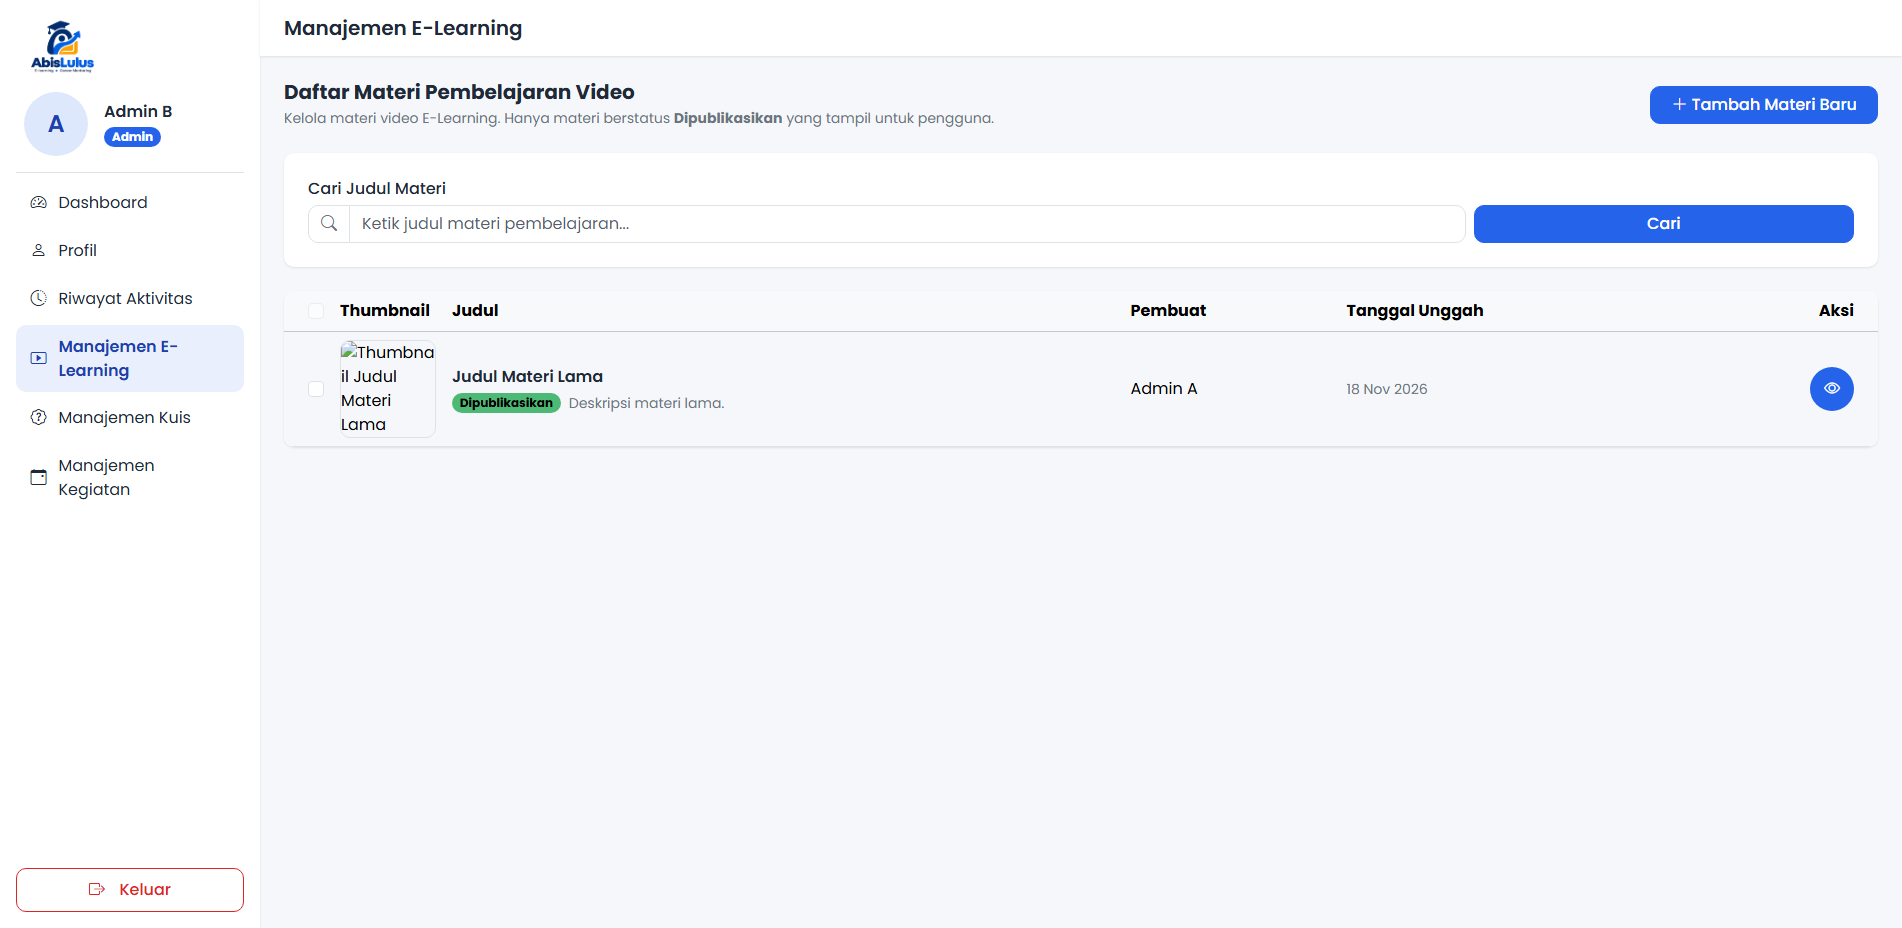 AbisLulus
A
Admin B
Admin
Dashboard
Profil
Riwayat Aktivitas
Manajemen E-
Learning
Manajemen Kuis
Manajemen
Kegiatan
Keluar
Manajemen E-Learning
Daftar Materi Pembelajaran Video
Kelola materi video E-Learning. Hanya materi berstatus Dipublikasikan yang tampil untuk pengguna.
+ Tambah Materi Baru
Cari Judul Materi
Ketik judul materi pembelajaran...
Cari
Thumbnail Judul Pembuat Tanggal Unggah Aksi
Thumbna
il Judul
Materi
Lama
Judul Materi Lama
Dipublikasikan Deskripsi materi lama.
Admin A
18 Nov 2026